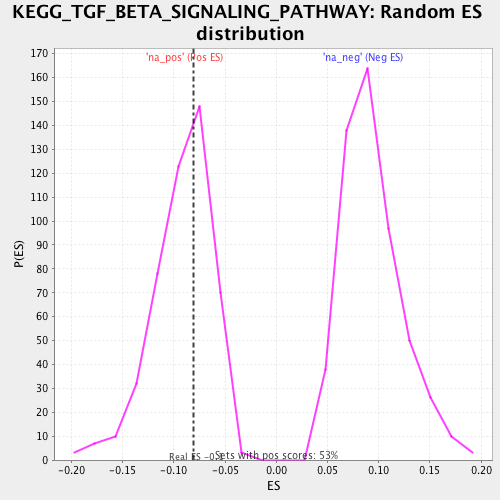 KEGG_TGF_BETA_SIGNALING_PATHWAY: Random ES
distribution
'na_pos' (Pos ES)
'na_neg' (Neg ES)
P(ES)
170
160
150
140
130
120
110
100
90
80
70
60
50
40
30
20
10
0
Real ES
Sets with pos scores: 53%
-0.20 -0.15 -0.10 -0.05 0.00 0.05 0.10 0.15 0.20
ES